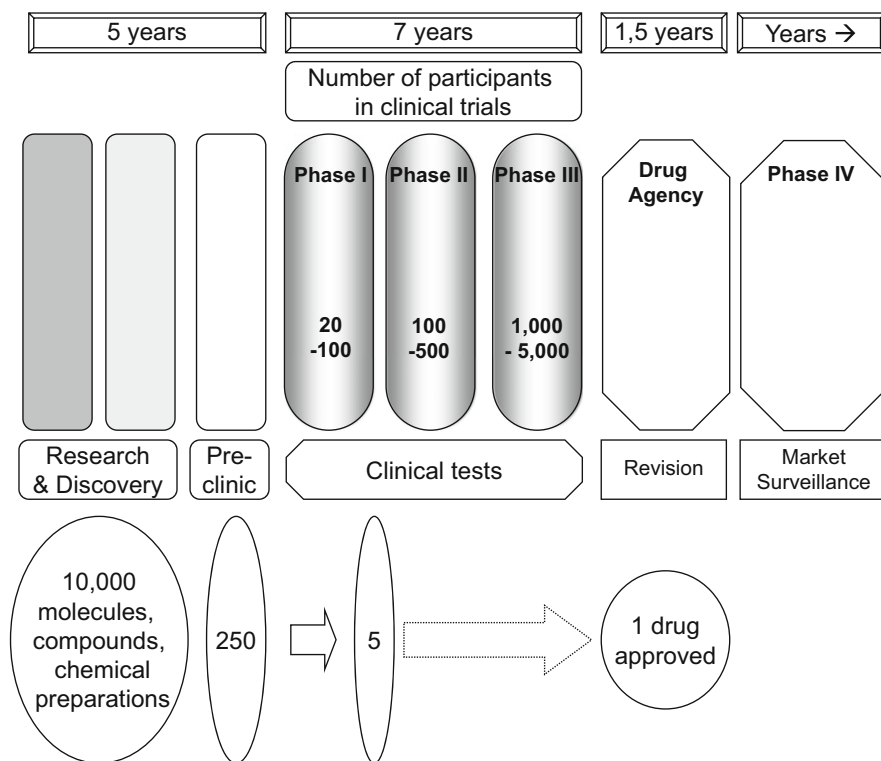 5 years
7 years
1,5 years
Years →
Number of participants
in clinical trials
Phase I
Phase II
Phase III
Drug
Agency
Phase IV
20
-100
100
-500
1,000
- 5,000
Research
& Discovery
Pre-
clinic
Clinical tests
Revision
Market
Surveillance
10,000
molecules,
compounds,
chemical
preparations
250
5
1 drug
approved